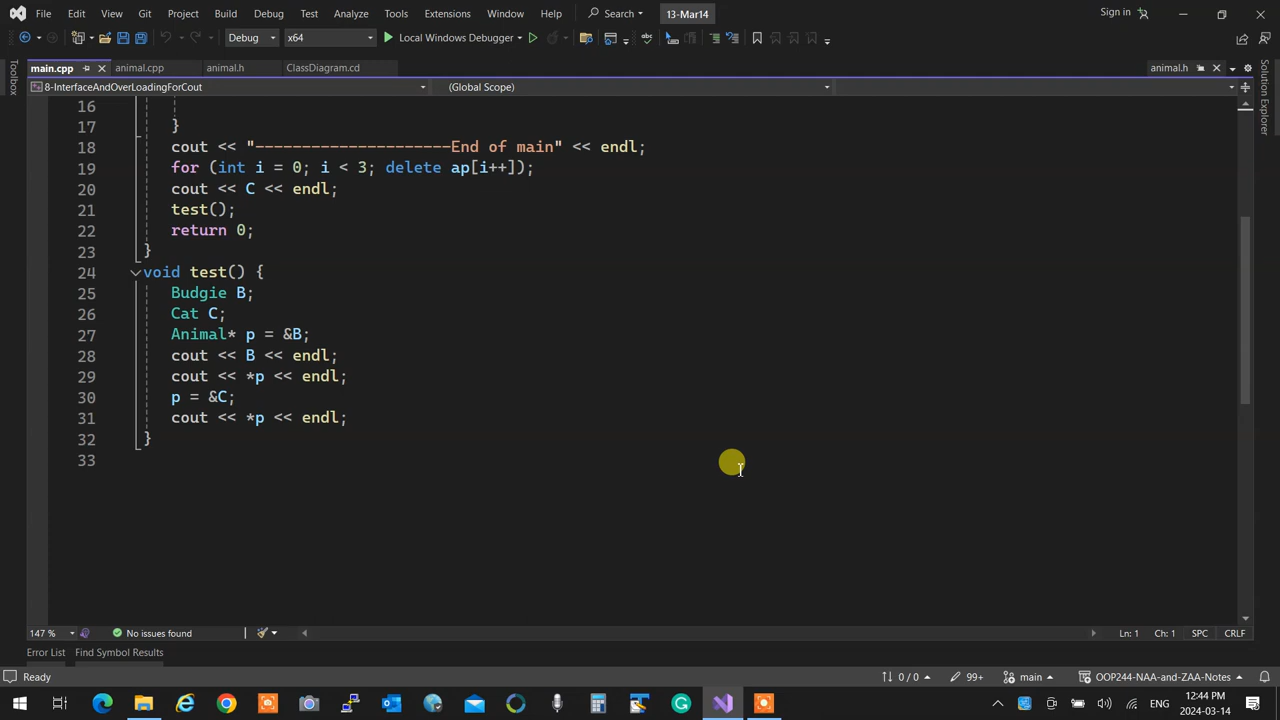 File Edit View Git Project Build Debug Test Analyze Tools Extensions Window Help Search 13-Mar14 Sign in
Debug x64 Local Windows Debugger
main.cpp animal.cpp animal.h ClassDiagram.cd animal.h
8-InterfaceAndOverLoadingForCout (Global Scope)
Toolbox
Solution Explorer
16
17 }
18 cout << "---------------------End of main" << endl;
19 for (int i = 0; i < 3; delete ap[i++]);
20 cout << C << endl;
21 test();
22 return 0;
23 }
24 void test() {
25 Budgie B;
26 Cat C;
27 Animal* p = &B;
28 cout << B << endl;
29 cout << *p << endl;
30 p = &C;
31 cout << *p << endl;
32 }
33
147 % No issues found Ln: 1 Ch: 1 SPC CRLF
Error List Find Symbol Results
Ready 0 / 0 99+ main OOP244-NAA-and-ZAA-Notes
ENG 12:44 PM
2024-03-14